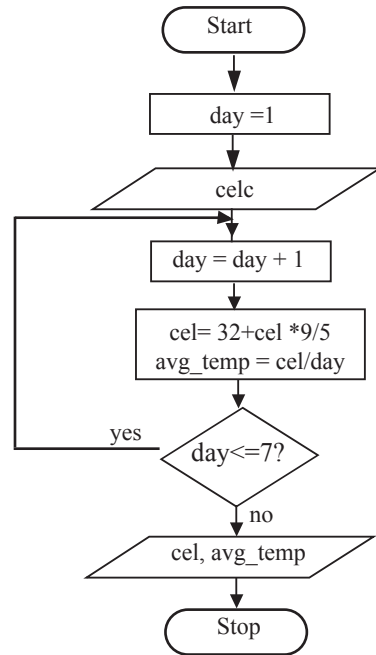 Start
day =1
celc
day = day + 1
cel= 32+cel *9/5
avg_temp = cel/day
yes
day<=7?
no
cel, avg_temp
Stop